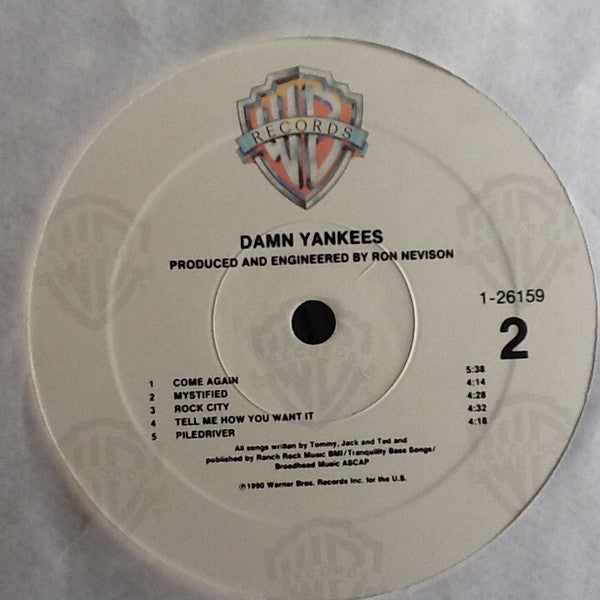 WB
RECORDS
DAMN YANKEES
PRODUCED AND ENGINEERED BY RON NEVISON
1-26159
2
1 COME AGAIN 5:38
2 MYSTIFIED 4:14
3 ROCK CITY 4:28
4 TELL ME HOW YOU WANT IT 4:32
5 PILEDRIVER 4:18
All songs written by Tommy, Jack and Ted and
published by Ranch Rock Music BMI/Tranquility Bass Songs/
Broadhead Music ASCAP
℗1990 Warner Bros. Records Inc. for the U.S.